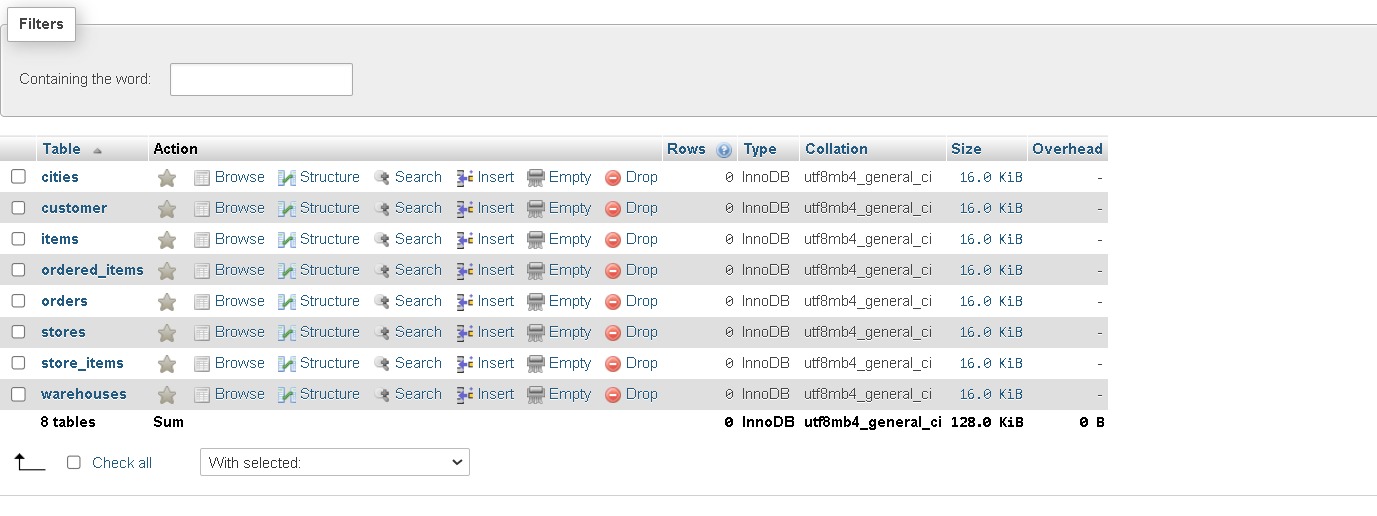 Filters
Containing the word:
Table Action Rows Type Collation Size Overhead
cities Browse Structure Search Insert Empty Drop 0 InnoDB utf8mb4_general_ci 16.0 KiB -
customer Browse Structure Search Insert Empty Drop 0 InnoDB utf8mb4_general_ci 16.0 KiB -
items Browse Structure Search Insert Empty Drop 0 InnoDB utf8mb4_general_ci 16.0 KiB -
ordered_items Browse Structure Search Insert Empty Drop 0 InnoDB utf8mb4_general_ci 16.0 KiB -
orders Browse Structure Search Insert Empty Drop 0 InnoDB utf8mb4_general_ci 16.0 KiB -
stores Browse Structure Search Insert Empty Drop 0 InnoDB utf8mb4_general_ci 16.0 KiB -
store_items Browse Structure Search Insert Empty Drop 0 InnoDB utf8mb4_general_ci 16.0 KiB -
warehouses Browse Structure Search Insert Empty Drop 0 InnoDB utf8mb4_general_ci 16.0 KiB -
8 tables Sum 0 InnoDB utf8mb4_general_ci 128.0 KiB 0 B
Check all With selected: